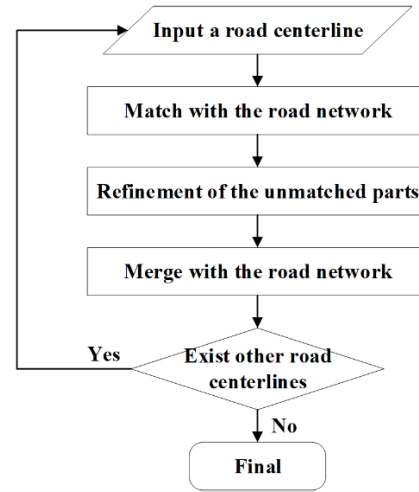 Input a road centerline
Match with the road network
Refinement of the unmatched parts
Merge with the road network
Yes
Exist other road
centerlines
No
Final